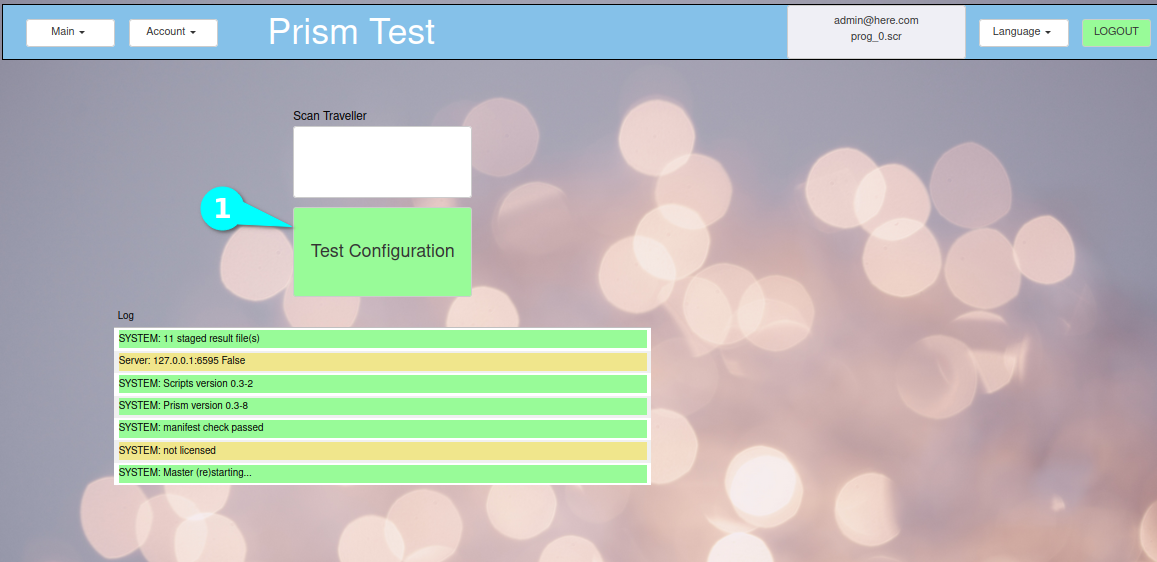 Main
Account
Prism Test
admin@here.com
prog_0.scr
Language
LOGOUT
Scan Traveller
1
Test Configuration
Log
SYSTEM: 11 staged result file(s)
Server: 127.0.0.1:6595 False
SYSTEM: Scripts version 0.3-2
SYSTEM: Prism version 0.3-8
SYSTEM: manifest check passed
SYSTEM: not licensed
SYSTEM: Master (re)starting...